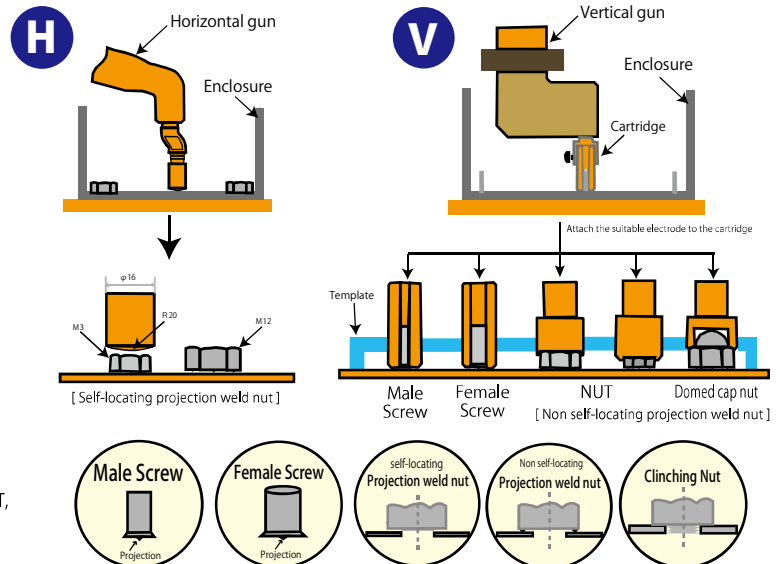 H
Horizontal gun
Enclosure
φ16
R20
M3
M12
[ Self-locating projection weld nut ]
V
Vertical gun
Enclosure
Cartridge
Attach the suitable electrode to the cartridge
Template
Male
Screw
Female
Screw
NUT
Domed cap nut
[ Non self-locating projection weld nut ]
T,
Male Screw
Projection
Female Screw
Projection
self-locating
Projection weld nut
Non self-locating
Projection weld nut
Clinching Nut